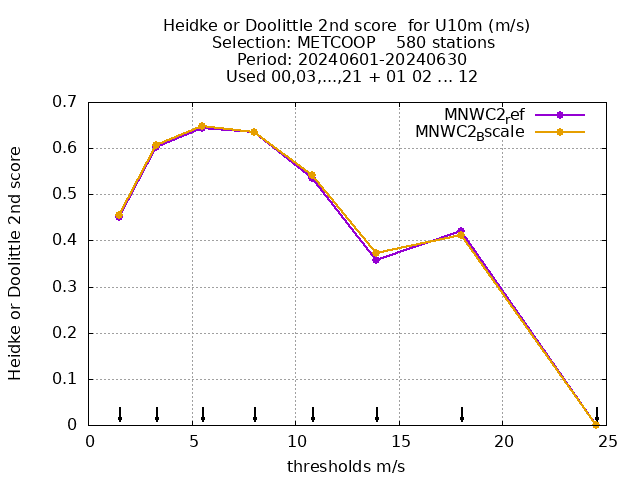 Heidke or Doolittle 2nd score  for U10m (m/s)
Selection: METCOOP    580 stations
Period: 20240601-20240630
Used 00,03,...,21 + 01 02 ... 12
MNWC2_ref
MNWC2_Bscale
Heidke or Doolittle 2nd score
0.7
0.6
0.5
0.4
0.3
0.2
0.1
0
0 5 10 15 20 25
thresholds m/s